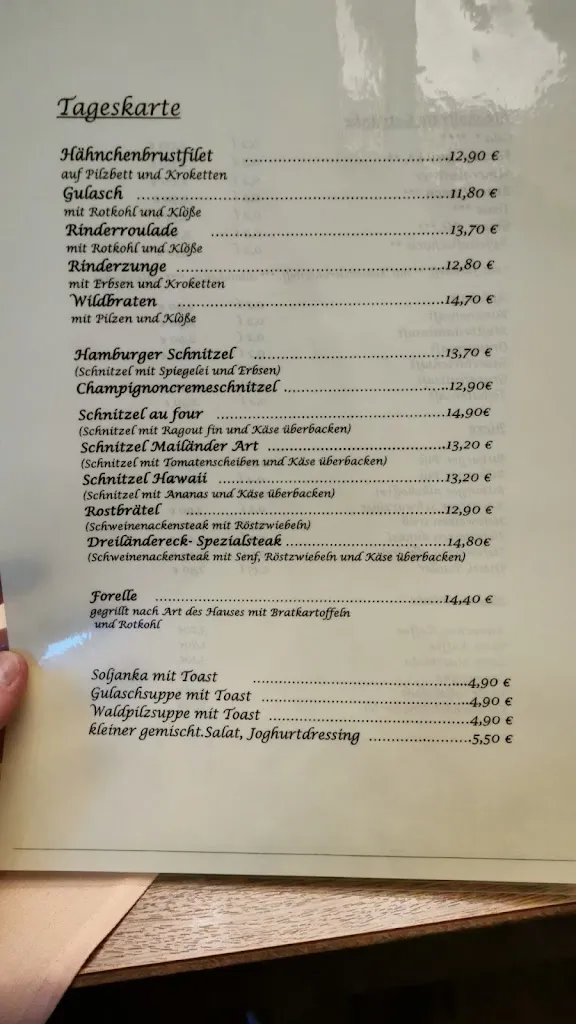 Tageskarte
Hähnchenbrustfilet ..........................................12,90 €
auf Pilzbett und Kroketten
Gulasch ................................................................11,80 €
mit Rotkohl und Klöße
Rinderroulade ..................................................13,70 €
mit Rotkohl und Klöße
Rinderzunge .......................................................12,80 €
mit Erbsen und Kroketten
Wildbraten .......................................................14,70 €
mit Pilzen und Klöße
Hamburger Schnitzel .......................................13,70 €
(Schnitzel mit Spiegelei und Erbsen)
Champignoncremeschnitzel .................................12,90€
Schnitzel au four ..............................................14,90€
(Schnitzel mit Ragout fin und Käse überbacken)
Schnitzel Mailänder Art ....................................13,20 €
(Schnitzel mit Tomatenscheiben und Käse überbacken)
Schnitzel Hawaii ..............................................13,20 €
(Schnitzel mit Ananas und Käse überbacken)
Rostbrätel .....................................................12,90 €
(Schweinenackensteak mit Röstzwiebeln)
Dreiländereck- Spezialsteak .................................14,80€
(Schweinenackensteak mit Senf, Röstzwiebeln und Käse überbacken)
Forelle ...........................................................14,40 €
gegrillt nach Art des Hauses mit Bratkartoffeln
und Rotkohl
Soljanka mit Toast ............................................4,90 €
Gulaschsuppe mit Toast ..........................................4,90 €
Waldpilzsuppe mit Toast .........................................4,90 €
kleiner gemischt.Salat, Joghurtdressing .....................5,50 €